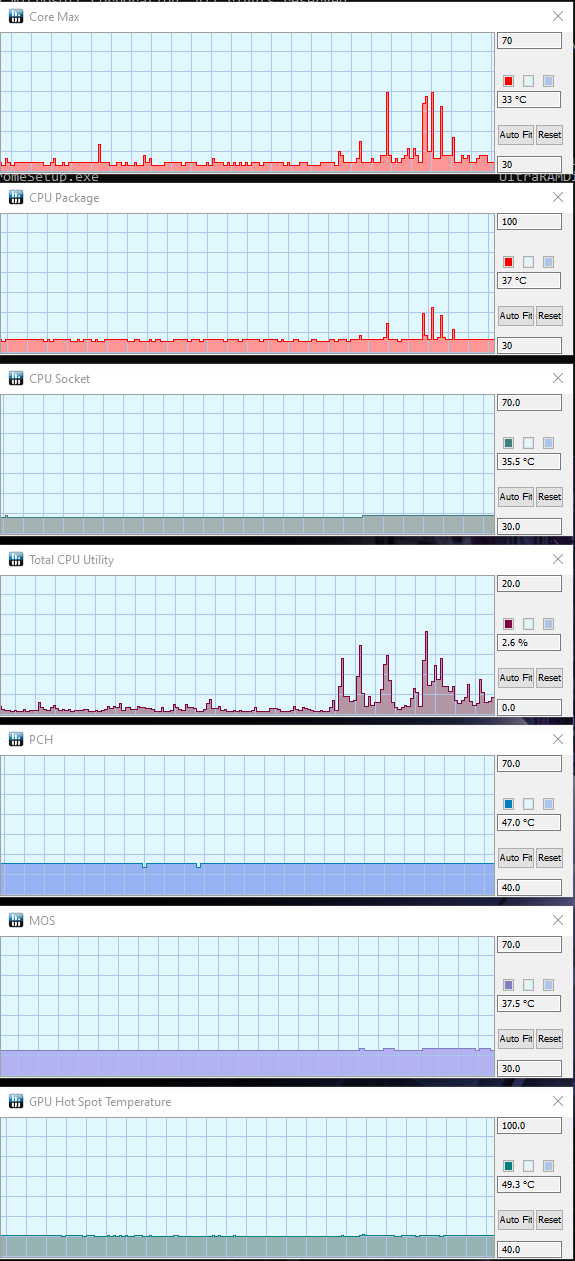 Core Max
70
33 °C
Auto Fit Reset
30
romeSetup.exe
UltraRAMDi
CPU Package
100
37 °C
Auto Fit Reset
30
CPU Socket
70.0
35.5 °C
Auto Fit Reset
30.0
Total CPU Utility
20.0
2.6 %
Auto Fit Reset
0.0
PCH
70.0
47.0 °C
Auto Fit Reset
40.0
MOS
70.0
37.5 °C
Auto Fit Reset
30.0
GPU Hot Spot Temperature
100.0
49.3 °C
Auto Fit Reset
40.0